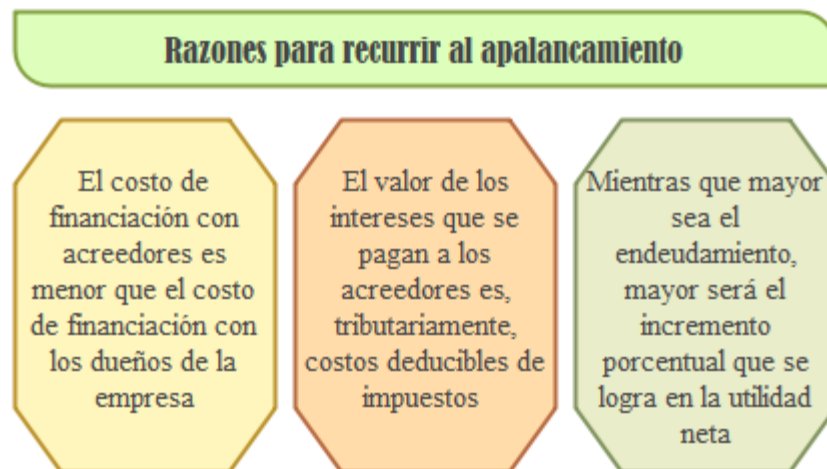 Razones para recurrir al apalancamiento
El costo de
financiación con
acreedores es
menor que el costo
de financiación con
los dueños de la
empresa
El valor de los
intereses que se
pagan a los
acreedores es,
tributariamente,
costos deducibles de
impuestos
Mientras que mayor
sea el
endeudamiento,
mayor será el
incremento
porcentual que se
logra en la utilidad
neta